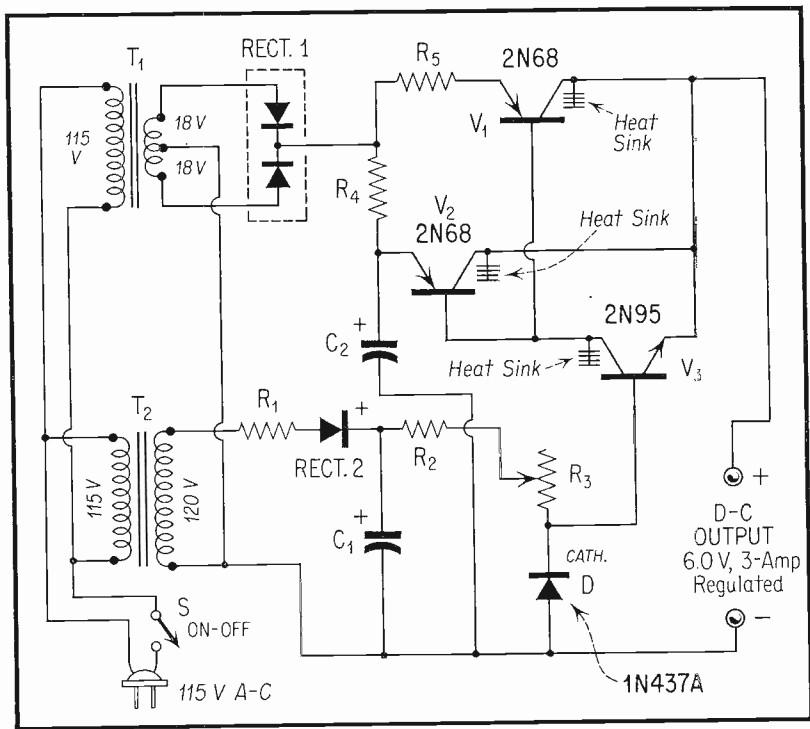 T1
RECT. 1
R5
2N68
115
V
18 V
18 V
V1
Heat
Sink
R4
V2
2N68
Heat Sink
2N95
+
C2
Heat Sink
V3
T2
R1
+
R2
RECT. 2
R3
115V
120 V
+
C1
+
D-C
OUTPUT
6.0 V, 3-Amp
Regulated
−
CATH.
D
S
ON-OFF
115 V A-C
1N437A